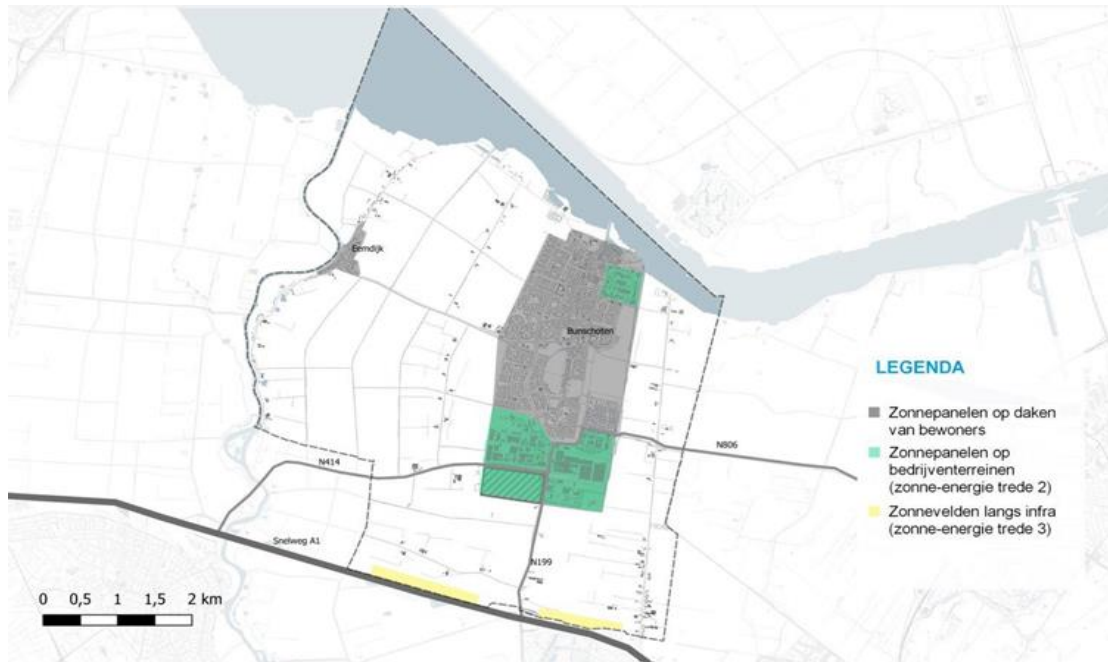 Eemdijk
Bunschoten
N806
N414
Snelweg A1
N199
0 0,5 1 1,5 2 km
LEGENDA
Zonnepanelen op daken
van bewoners
Zonnepanelen op
bedrijventerreinen
(zonne-energie trede 2)
Zonnevelden langs infra
(zonne-energie trede 3)